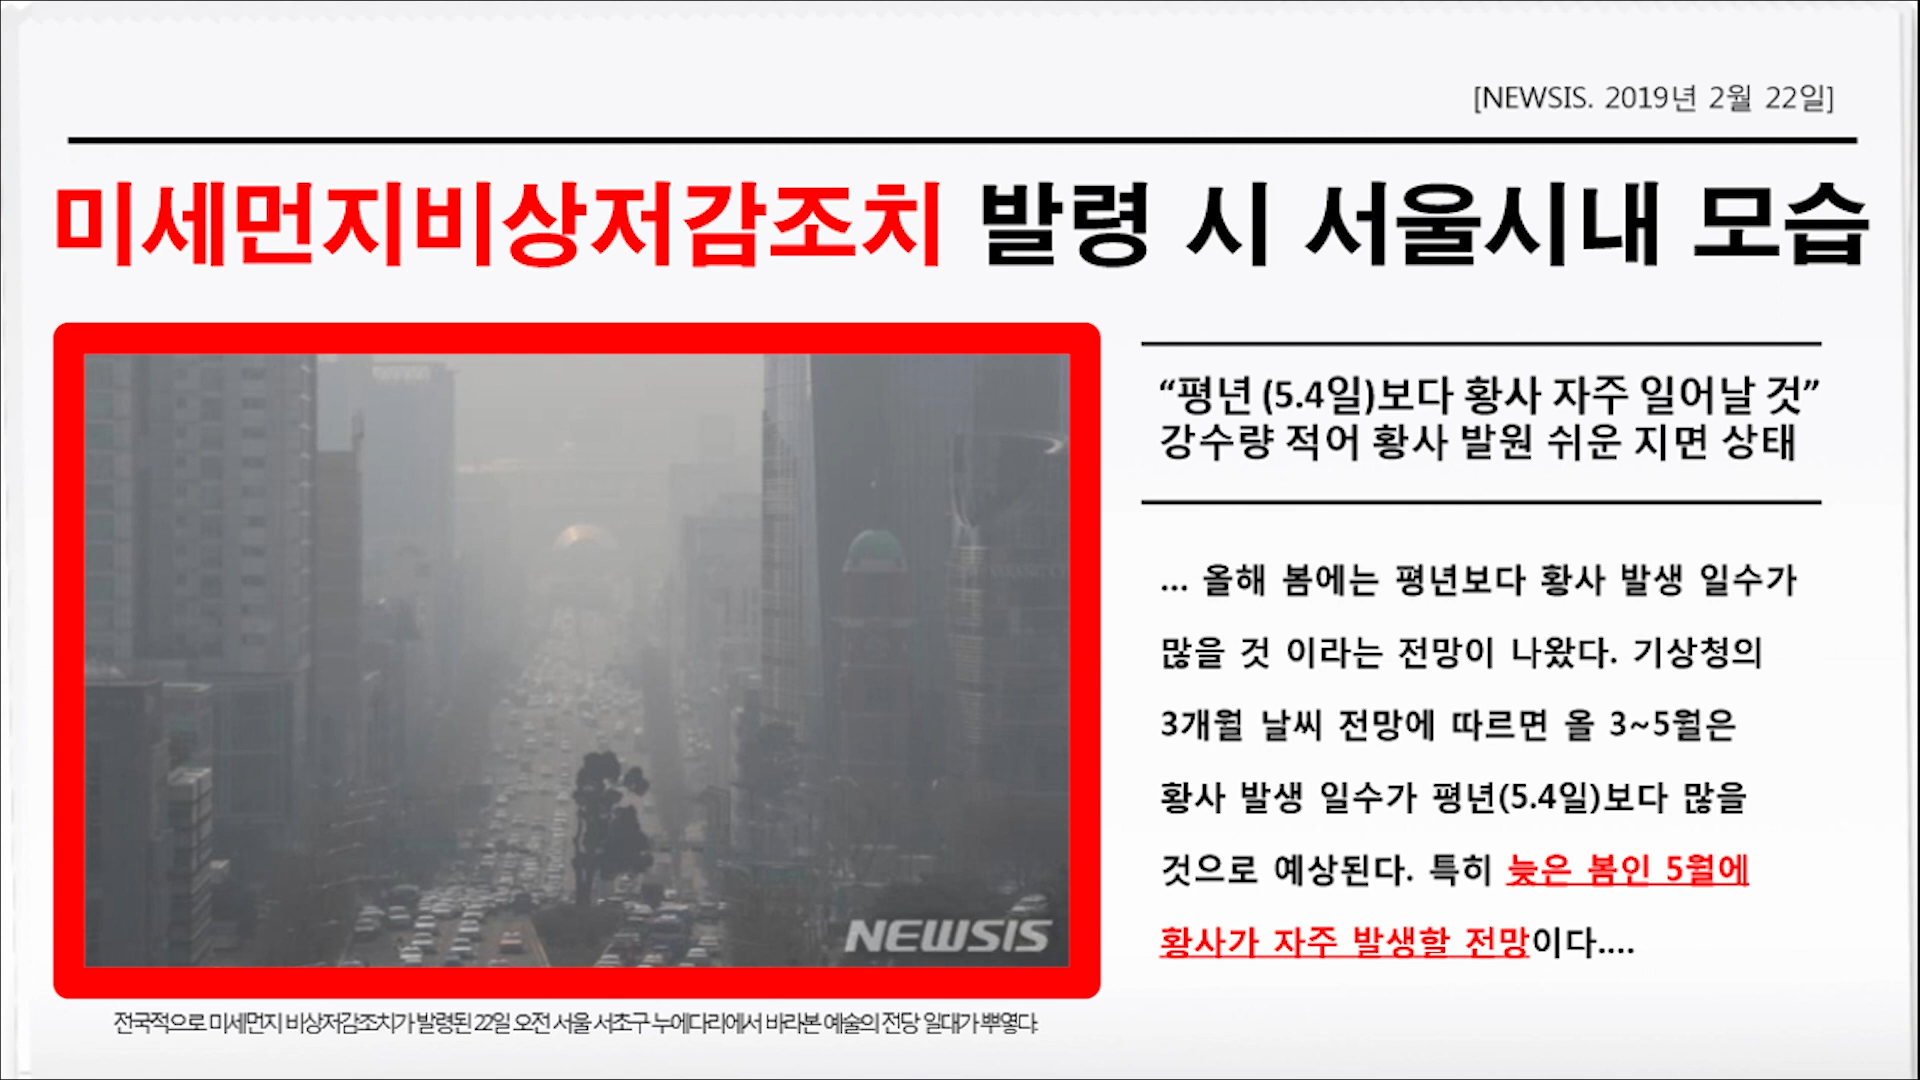 [NEWSIS. 2019년 2월 22일]
미세먼지비상저감조치 발령 시 서울시내 모습
“평년 (5.4일)보다 황사 자주 일어날 것”
강수량 적어 황사 발원 쉬운 지면 상태
... 올해 봄에는 평년보다 황사 발생 일수가
많을 것 이라는 전망이 나왔다. 기상청의
3개월 날씨 전망에 따르면 올 3~5월은
황사 발생 일수가 평년(5.4일)보다 많을
것으로 예상된다. 특히 늦은 봄인 5월에
황사가 자주 발생할 전망이다....
NEWSIS
전국적으로 미세먼지 비상저감조치가 발령된 22일 오전 서울 서초구 누에다리에서 바라본 예술의 전당 일대가 뿌옇다.